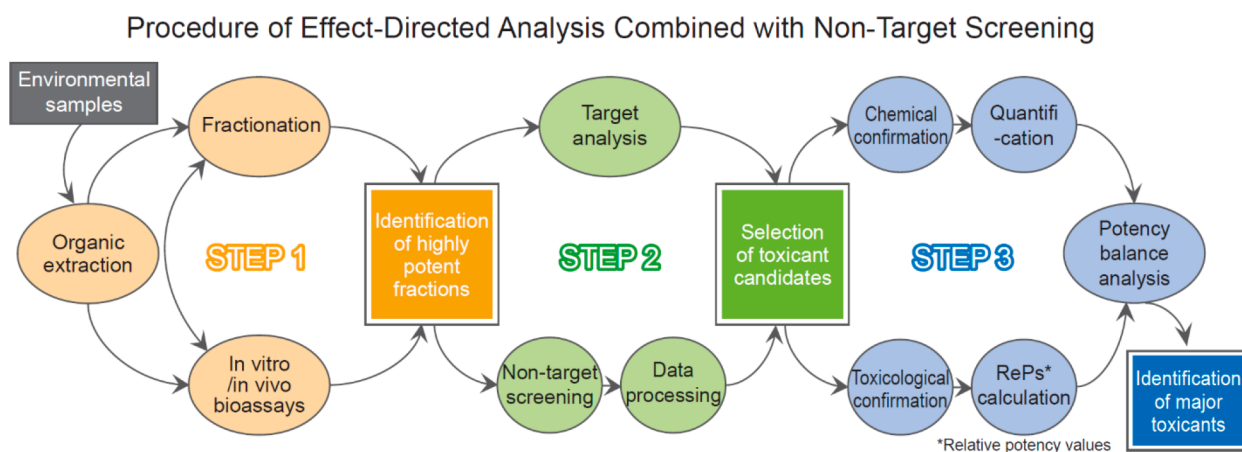 Procedure of Effect-Directed Analysis Combined with Non-Target Screening
Environmental
samples
Organic
extraction
Fractionation
STEP 1
In vitro
/in vivo
bioassays
Identification
of highly
potent
fractions
Target
analysis
STEP 2
Non-target
screening
Data
processing
Selection
of toxicant
candidates
Chemical
confirmation
Quantifi
-cation
STEP 3
Toxicological
confirmation
RePs*
calculation
Potency
balance
analysis
Identification
of major
toxicants
*Relative potency values